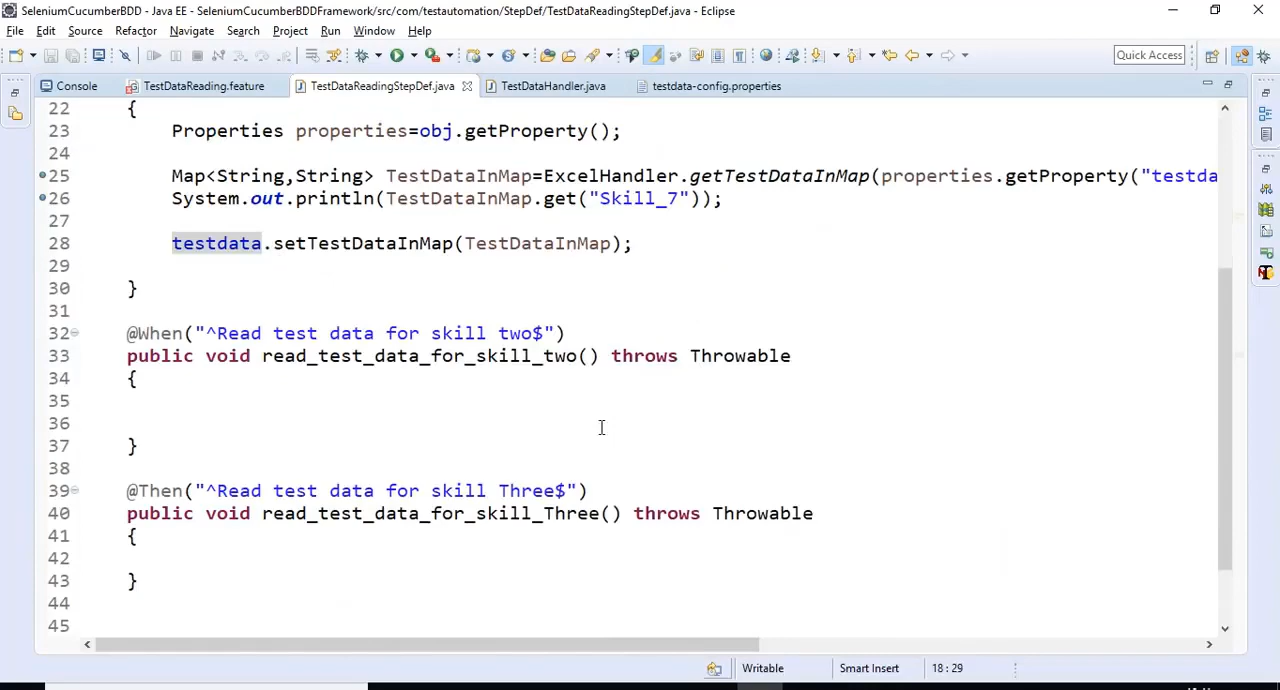 SeleniumCucumberBDD - Java EE - SeleniumCucumberBDDFramework/src/com/testautomation/StepDef/TestDataReadingStepDef.java - Eclipse
File Edit Source Refactor Navigate Search Project Run Window Help
Quick Access
Console TestDataReading.feature TestDataReadingStepDef.java TestDataHandler.java testdata-config.properties
22 {
23 Properties properties=obj.getProperty();
24
25 Map<String,String> TestDataInMap=ExcelHandler.getTestDataInMap(properties.getProperty("testda
26 System.out.println(TestDataInMap.get("Skill_7"));
27
28 testdata.setTestDataInMap(TestDataInMap);
29
30 }
31
32 @When("^Read test data for skill two$")
33 public void read_test_data_for_skill_two() throws Throwable
34 {
35
36
37 }
38
39 @Then("^Read test data for skill Three$")
40 public void read_test_data_for_skill_Three() throws Throwable
41 {
42
43 }
44
45
Writable Smart Insert 18 : 29